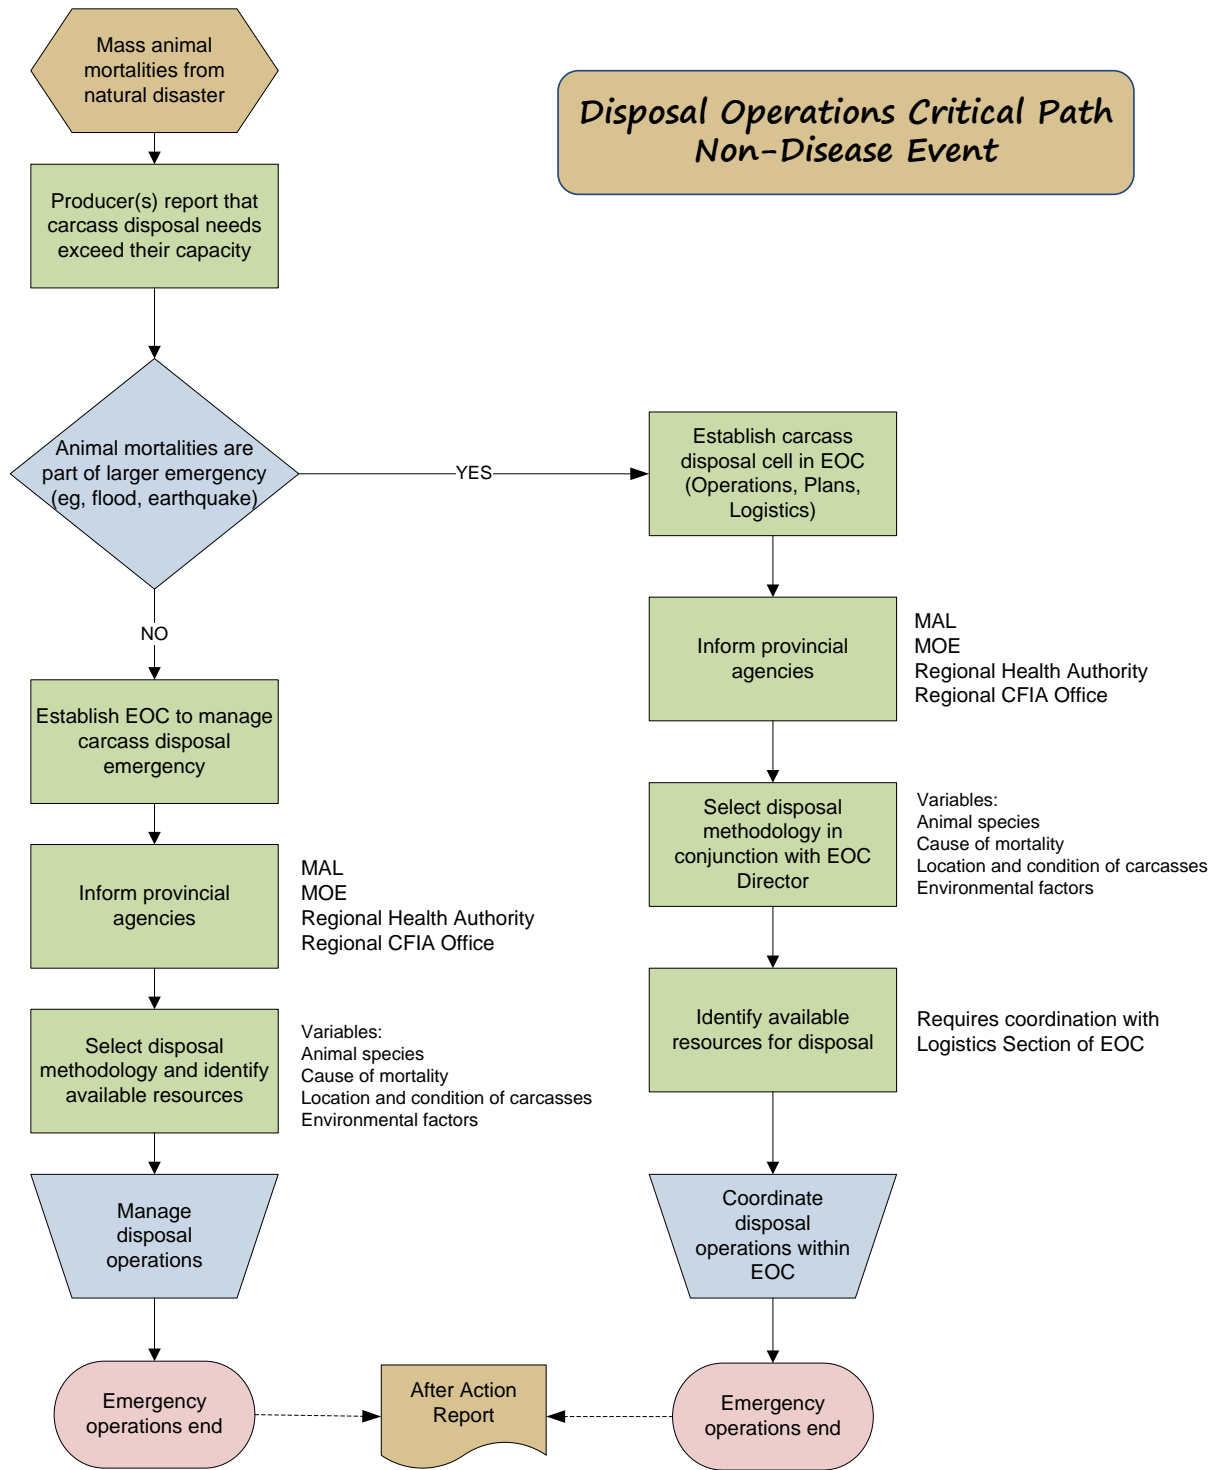 Mass animal
mortalities from
natural disaster
Disposal Operations Critical Path
Non-Disease Event
Producer(s) report that
carcass disposal needs
exceed their capacity
Animal mortalities are
part of larger emergency
(eg, flood, earthquake)
YES
NO
Establish EOC to manage
carcass disposal
emergency
Inform provincial
agencies
MAL
MOE
Regional Health Authority
Regional CFIA Office
Select disposal
methodology and identify
available resources
Variables:
Animal species
Cause of mortality
Location and condition of carcasses
Environmental factors
Manage
disposal
operations
Emergency
operations end
Establish carcass
disposal cell in EOC
(Operations, Plans,
Logistics)
Inform provincial
agencies
MAL
MOE
Regional Health Authority
Regional CFIA Office
Select disposal
methodology in
conjunction with EOC
Director
Variables:
Animal species
Cause of mortality
Location and condition of carcasses
Environmental factors
Identify available
resources for disposal
Requires coordination with
Logistics Section of EOC
Coordinate
disposal
operations within
EOC
Emergency
operations end
After Action
Report